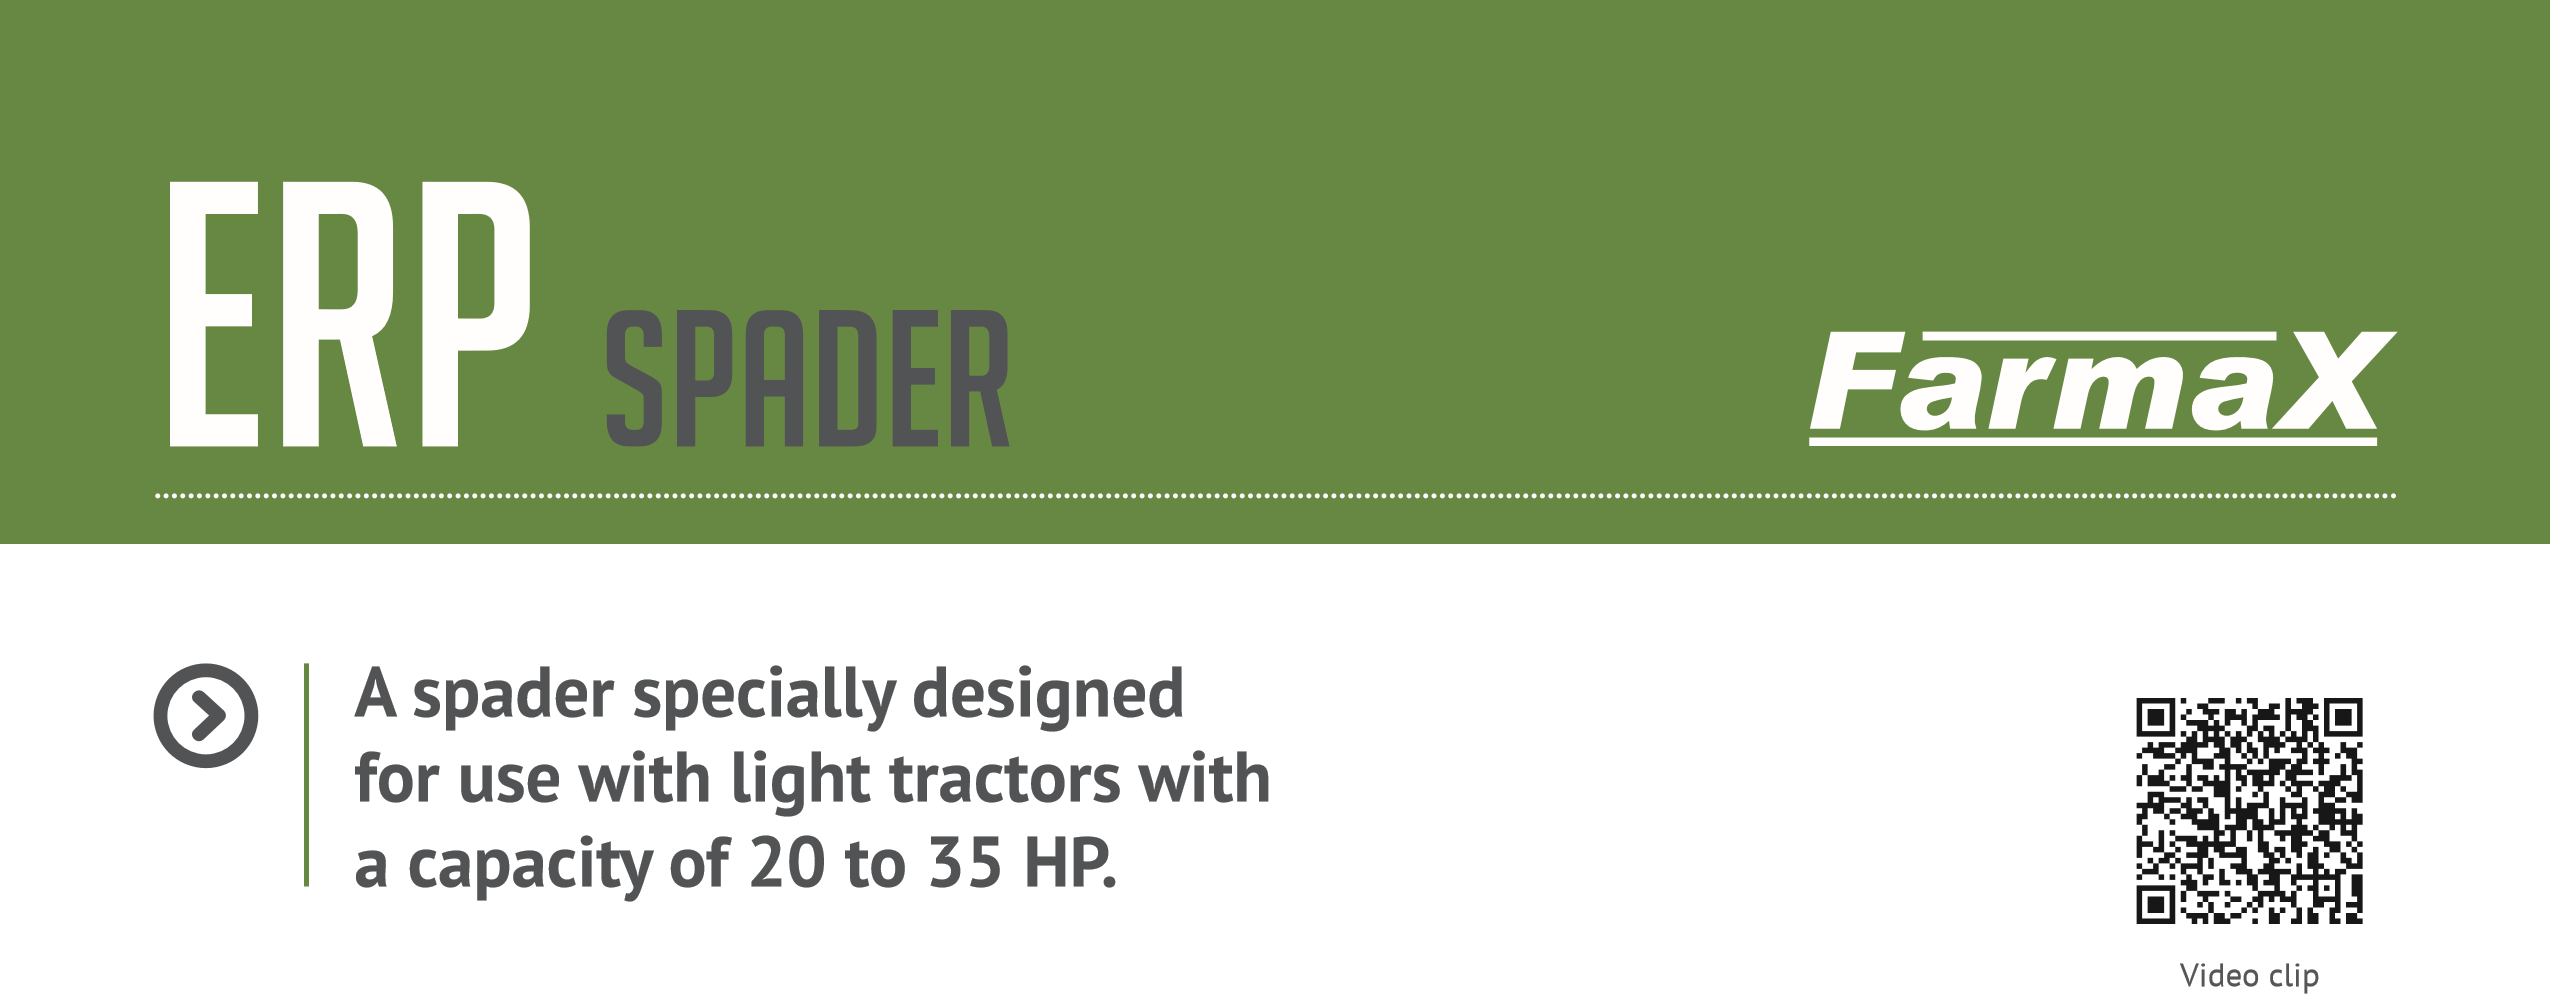 ERP SPADER
FarmaX
A spader specially designed
for use with light tractors with
a capacity of 20 to 35 HP.
Video clip